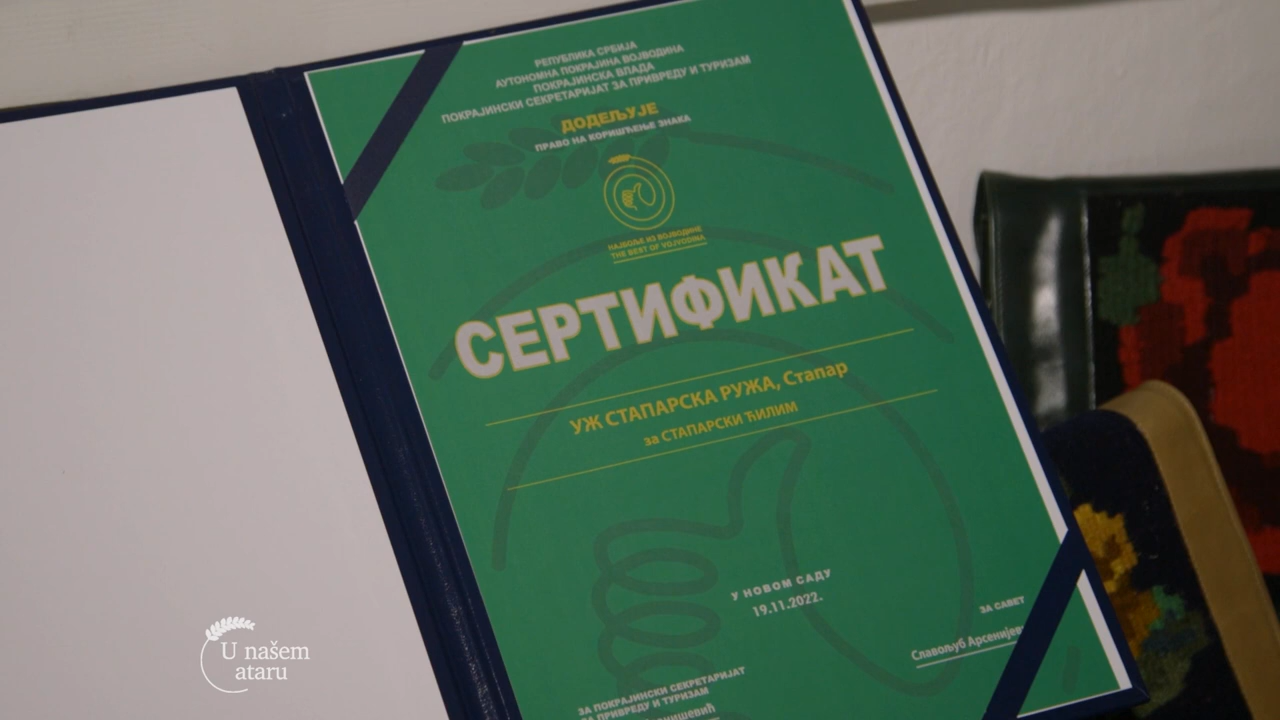 РЕПУБЛИКА СРБИЈА
АУТОНОМНА ПОКРАЈИНА ВОЈВОДИНА
ПОКРАЈИНСКА ВЛАДА
ПОКРАЈИНСКИ СЕКРЕТАРИЈАТ ЗА ПРИВРЕДУ И ТУРИЗАМ
ДОДЕЉУЈЕ
ПРАВО НА КОРИШЋЕЊЕ ЗНАКА
НАЈБОЉЕ ИЗ ВОЈВОДИНЕ
THE BEST OF VOJVODINA
СЕРТИФИКАТ
УЖ СТАПАРСКА РУЖА, Стапар
за СТАПАРСКИ ЋИЛИМ
У НОВОМ САДУ
19.11.2022.
ЗА САВЕТ
Славољуб
ЗА ПОКРАЈИНСКИ СЕКРЕТАРИЈАТ
ЗА ПРИВРЕДУ И ТУРИЗАМ
U našem
ataru